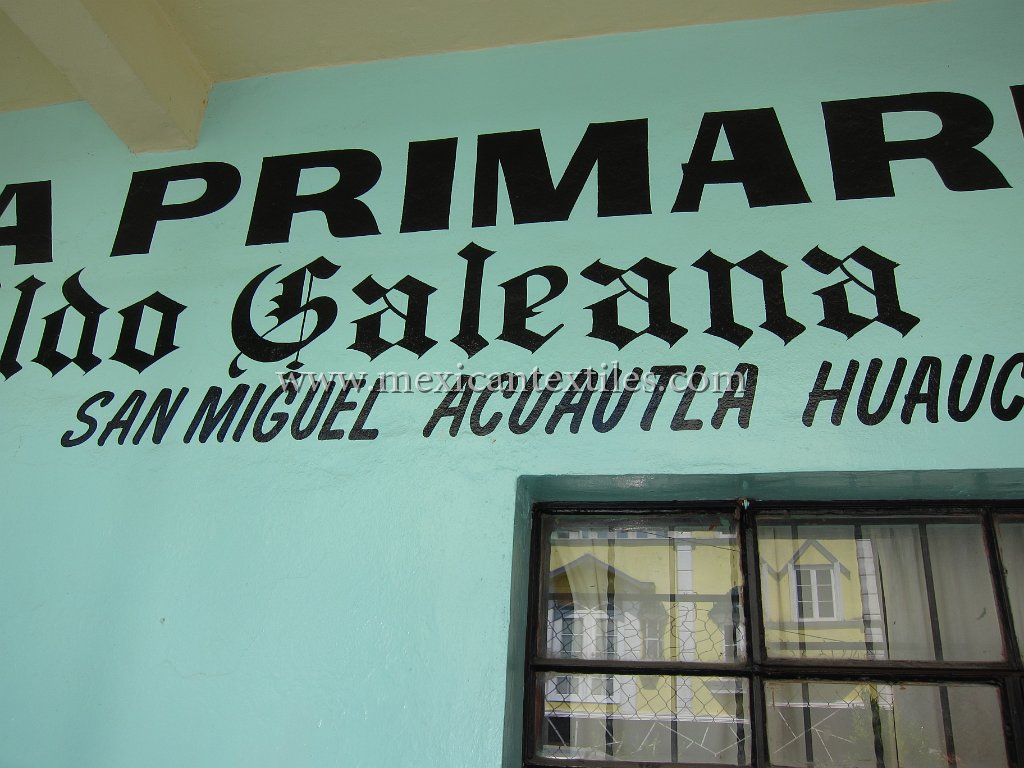 A PRIMAR
ldo Galeana
SAN MIGUEL ACUAUTLA HUAUC
www.mexicantextiles.com